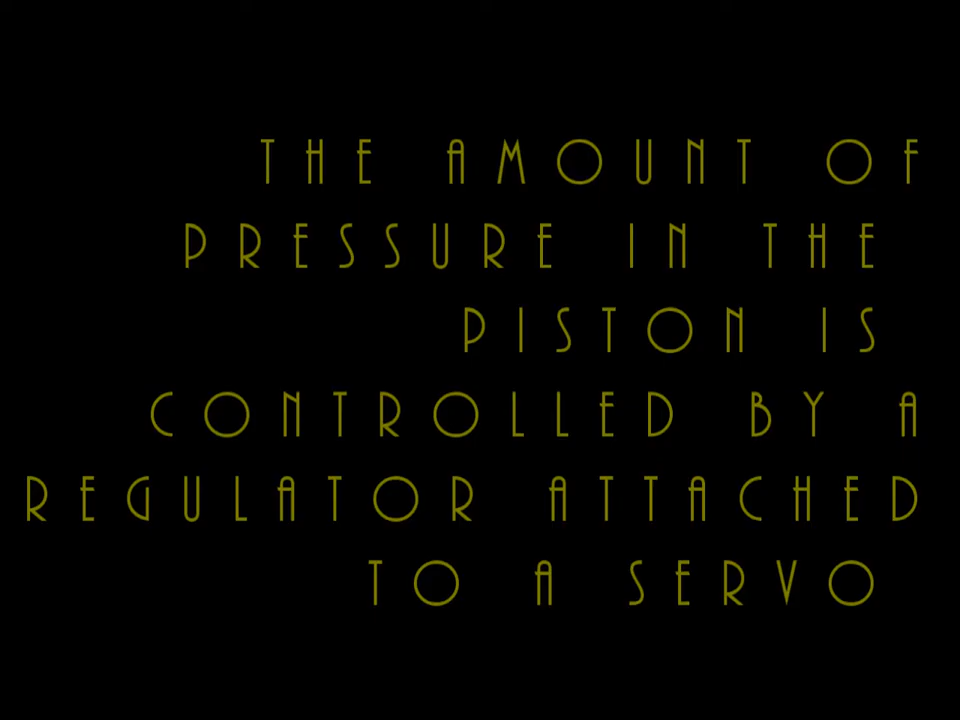 THE AMOUNT OF
PRESSURE IN THE
PISTON IS
CONTROLLED BY A
REGULATOR ATTACHED
TO A SERVO